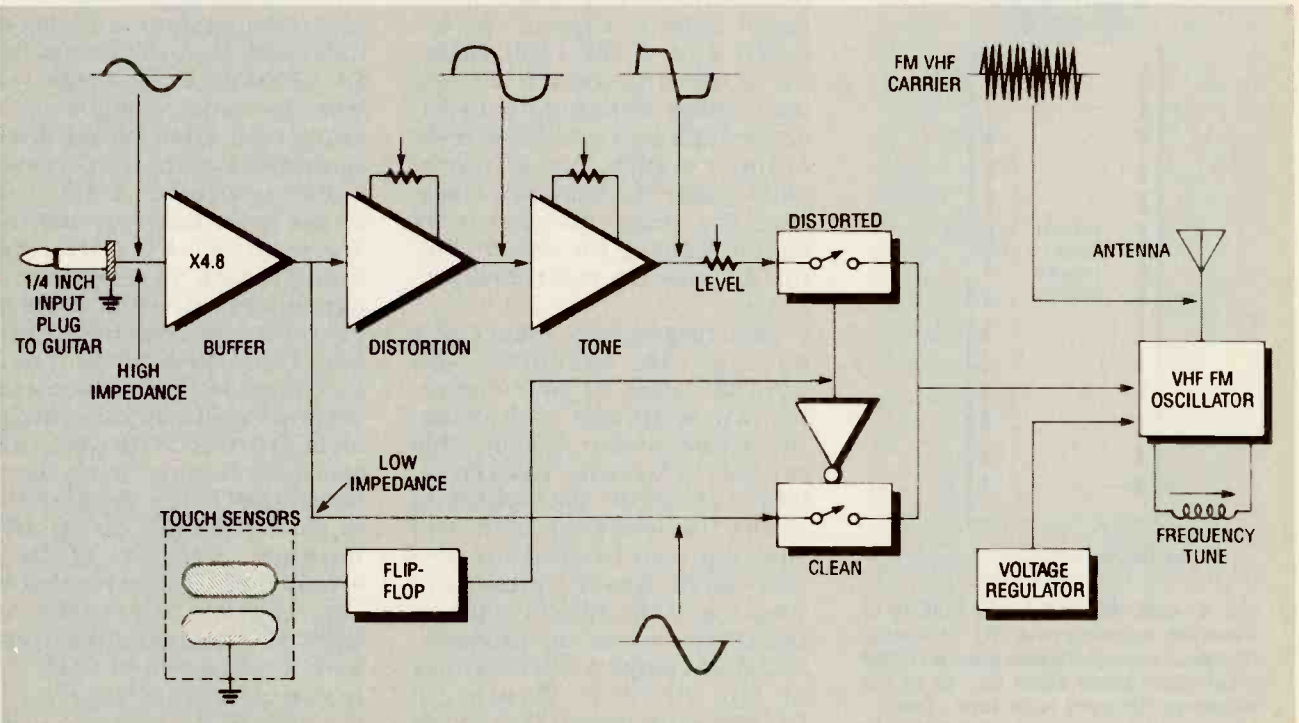 FM VHF
CARRIER
DISTORTED
ANTENNA
X4.8
1/4 INCH
INPUT
PLUG
TO GUITAR
LEVEL
BUFFER
DISTORTION
TONE
HIGH
IMPEDANCE
VHF FM
OSCILLATOR
LOW
IMPEDANCE
TOUCH SENSORS
FREQUENCY
TUNE
FLIP-
FLOP
CLEAN
VOLTAGE
REGULATOR